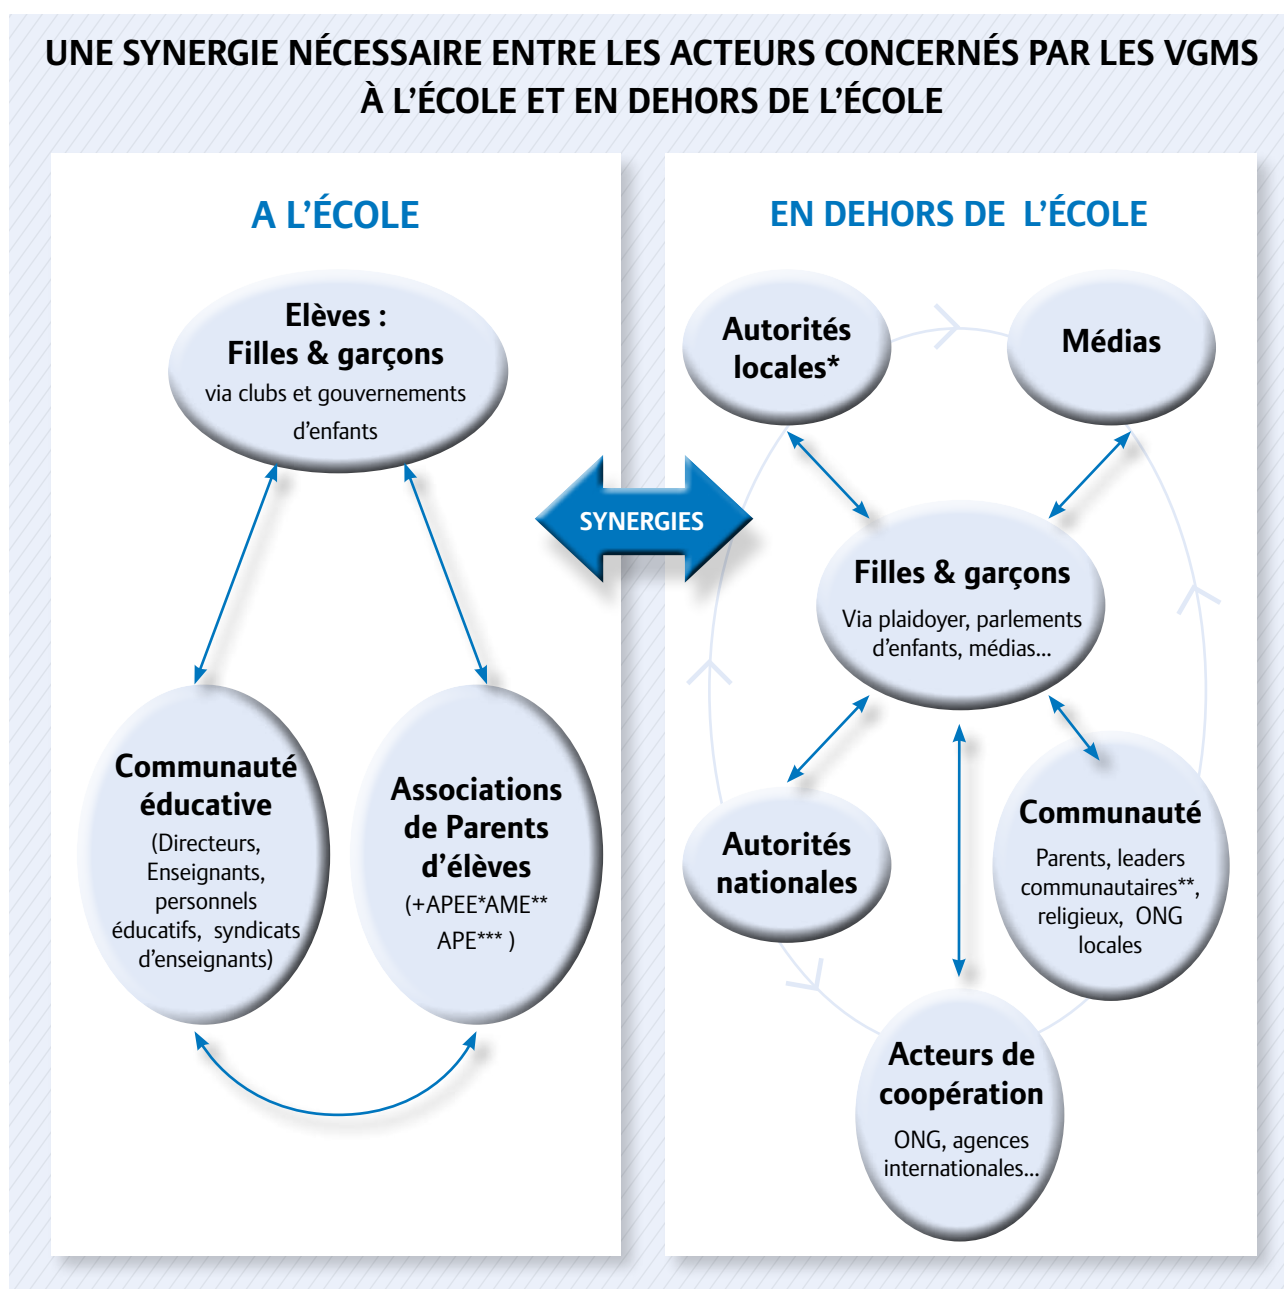 UNE SYNERGIE NÉCESSAIRE ENTRE LES ACTEURS CONCERNÉS PAR LES VGMS
À L’ÉCOLE ET EN DEHORS DE L’ÉCOLE
A L’ÉCOLE
Elèves :
Filles & garçons
via clubs et gouvernements
d’enfants
Communauté
éducative
(Directeurs,
Enseignants,
personnels
éducatifs, syndicats
d’enseignants)
Associations
de Parents
d’élèves
(+APEE*AME**
APE*** )
SYNERGIES
EN DEHORS DE L’ÉCOLE
Autorités
locales*
Médias
Filles & garçons
Via plaidoyer, parlements
d’enfants, médias...
Autorités
nationales
Communauté
Parents, leaders
communautaires**,
religieux, ONG
locales
Acteurs de
coopération
ONG, agences
internationales...